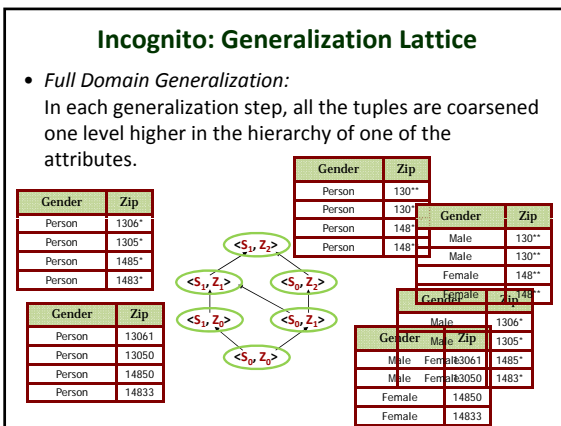 Incognito: Generalization Lattice
• Full Domain Generalization:
In each generalization step, all the tuples are coarsened
one level higher in the hierarchy of one of the
attributes.
Gender Zip
Person 130**
Person 130*
Person 148*
Person 148*
Gender Zip
Person 1306*
Person 1305*
Person 1485*
Person 1483*
Gender Zip
Male 130**
Male 130**
Female 148**
Female 148**
<S1, Z2>
<S1, Z1> <S0, Z2>
<S1, Z0> <S0, Z1>
<S0, Z0>
Gender Zip
Person 13061
Person 13050
Person 14850
Person 14833
Gender Zip
Male 1306*
Male 1305*
Female 1485*
Female 1483*
Gender Zip
Male 13061
Male 13050
Female 14850
Female 14833